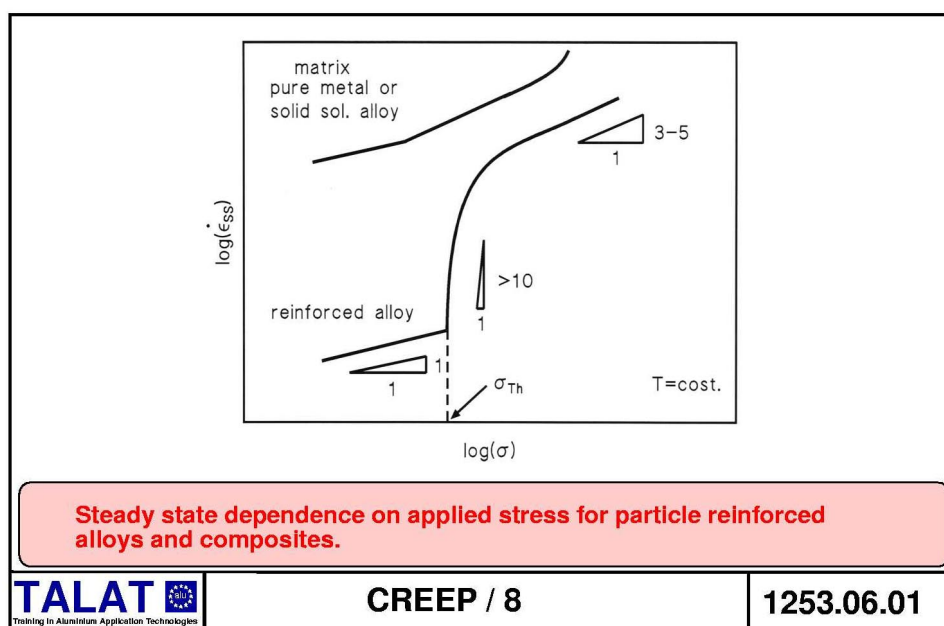 matrix
pure metal or
solid sol. alloy
3-5
1
log(ε̇ss)
>10
1
reinforced alloy
1
1
σTh
T=cost.
log(σ)
Steady state dependence on applied stress for particle reinforced
alloys and composites.
TALAT
alu
Training in Aluminium Application Technologies
CREEP / 8
1253.06.01